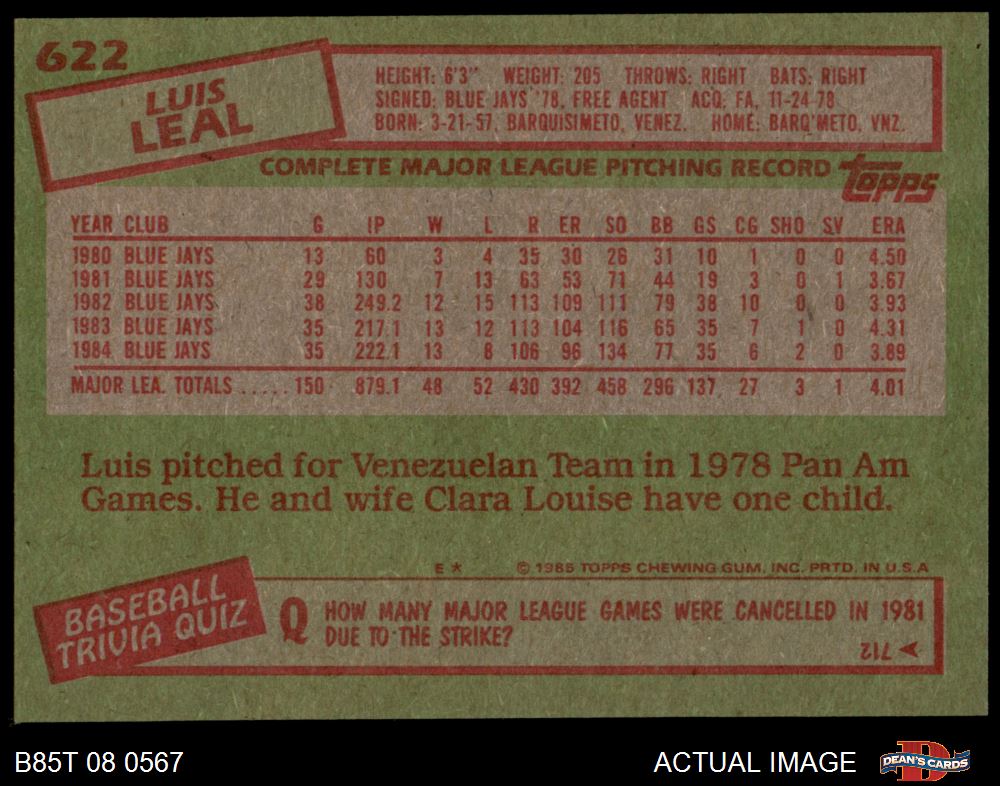 622
LUIS
LEAL
HEIGHT: 6'3" WEIGHT: 205 THROWS: RIGHT BATS: RIGHT
SIGNED: BLUE JAYS '78, FREE AGENT ACQ: FA, 11-24-78
BORN: 3-21-57, BARQUISIMETO, VENEZ. HOME: BARQ'METO, VNZ.
COMPLETE MAJOR LEAGUE PITCHING RECORD
topps
YEAR CLUB G IP W L R ER SO BB GS CG SHO SV ERA
1980 BLUE JAYS 13 60 3 4 35 30 26 31 10 1 0 0 4.50
1981 BLUE JAYS 29 130 7 13 63 53 71 44 19 3 0 1 3.67
1982 BLUE JAYS 38 249.2 12 15 113 109 111 79 38 10 0 0 3.93
1983 BLUE JAYS 35 217.1 13 12 113 104 116 65 35 7 1 0 4.31
1984 BLUE JAYS 35 222.1 13 8 106 96 134 77 35 6 2 0 3.89
MAJOR LEA. TOTALS ..... 150 879.1 48 52 430 392 458 296 137 27 3 1 4.01
Luis pitched for Venezuelan Team in 1978 Pan Am
Games. He and wife Clara Louise have one child.
E * © 1985 TOPPS CHEWING GUM, INC. PRTD. IN U.S.A
BASEBALL
TRIVIA QUIZ
Q HOW MANY MAJOR LEAGUE GAMES WERE CANCELLED IN 1981
DUE TO THE STRIKE?
712
B85T 08 0567
ACTUAL IMAGE
D
DEAN'S CARDS